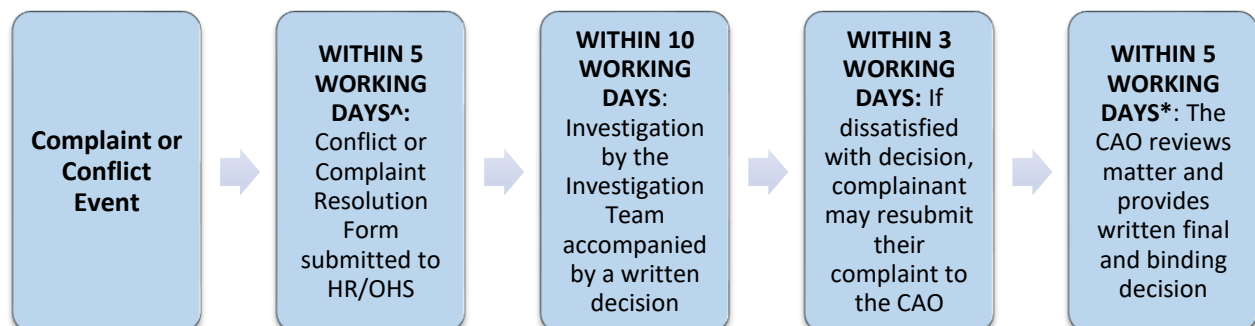 Complaint or
Conflict
Event
WITHIN 5
WORKING
DAYS^:
Conflict or
Complaint
Resolution
Form
submitted to
HR/OHS
WITHIN 10
WORKING
DAYS:
Investigation
by the
Investigation
Team
accompanied
by a written
decision
WITHIN 3
WORKING
DAYS: If
dissatisfied
with decision,
complainant
may resubmit
their
complaint to
the CAO
WITHIN 5
WORKING
DAYS*: The
CAO reviews
matter and
provides
written final
and binding
decision